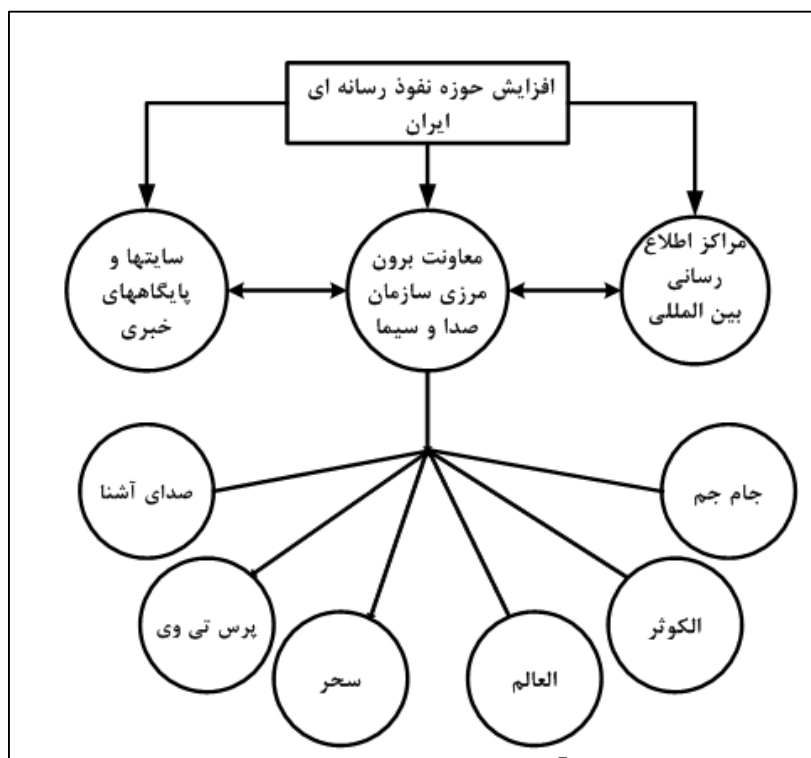 افزایش حوزه نفوذ رسانه ای
ایران
مراکز اطلاع
رسانی
بین المللی
معاونت برون
مرزی سازمان
صدا و سیما
سایتها و
پایگاههای
خبری
جام جم
الکوثر
العالم
سحر
پرس تی وی
صدای آشنا